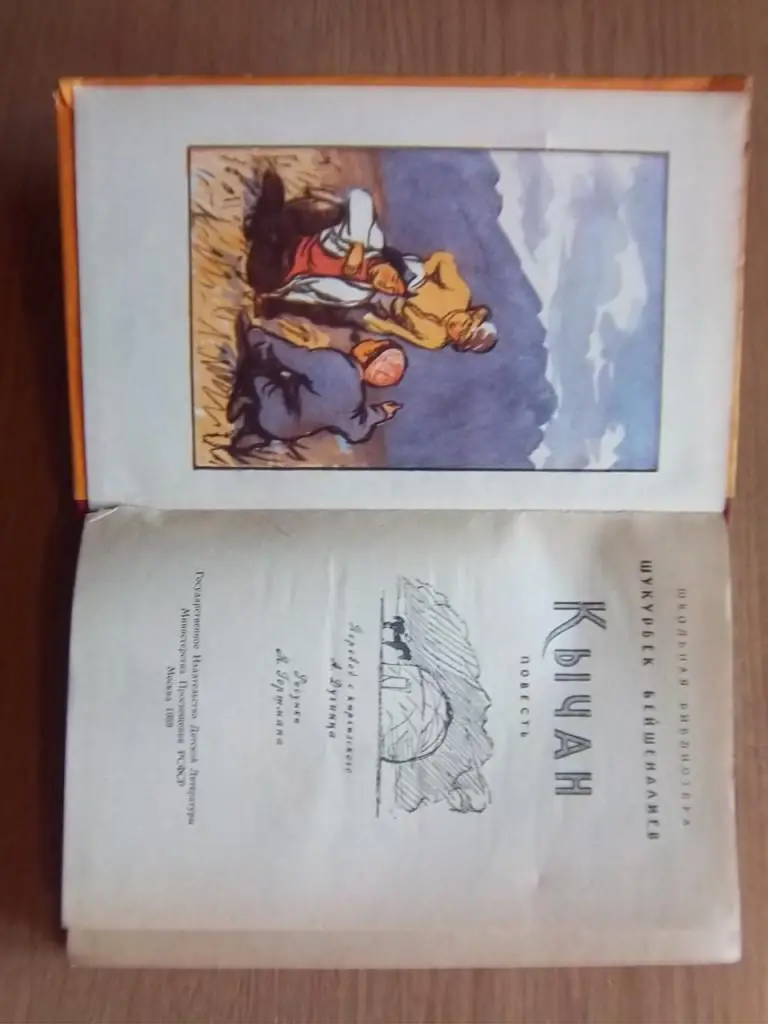 ШКОЛЬНАЯ БИБЛИОТЕКА
ШУКУРБЕК БЕЙШЕНАЛИЕВ
КЫЧАН
ПОВЕСТЬ
Перевод с киргизского
Рисунки
Государственное Издательство Детской Литературы
Министерства Просвещения РСФСР
Москва